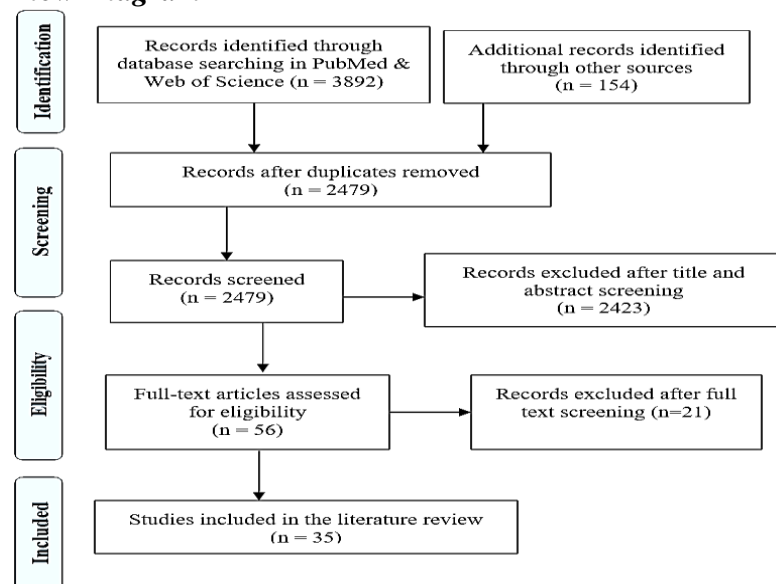 Identification
Records identified through
database searching in PubMed &
Web of Science (n = 3892)
Additional records identified
through other sources
(n = 154)
Screening
Records after duplicates removed
(n = 2479)
Records screened
(n = 2479)
Records excluded after title and
abstract screening
(n = 2423)
Eligibility
Full-text articles assessed
for eligibility
(n = 56)
Records excluded after full
text screening (n=21)
Included
Studies included in the literature review
(n = 35)